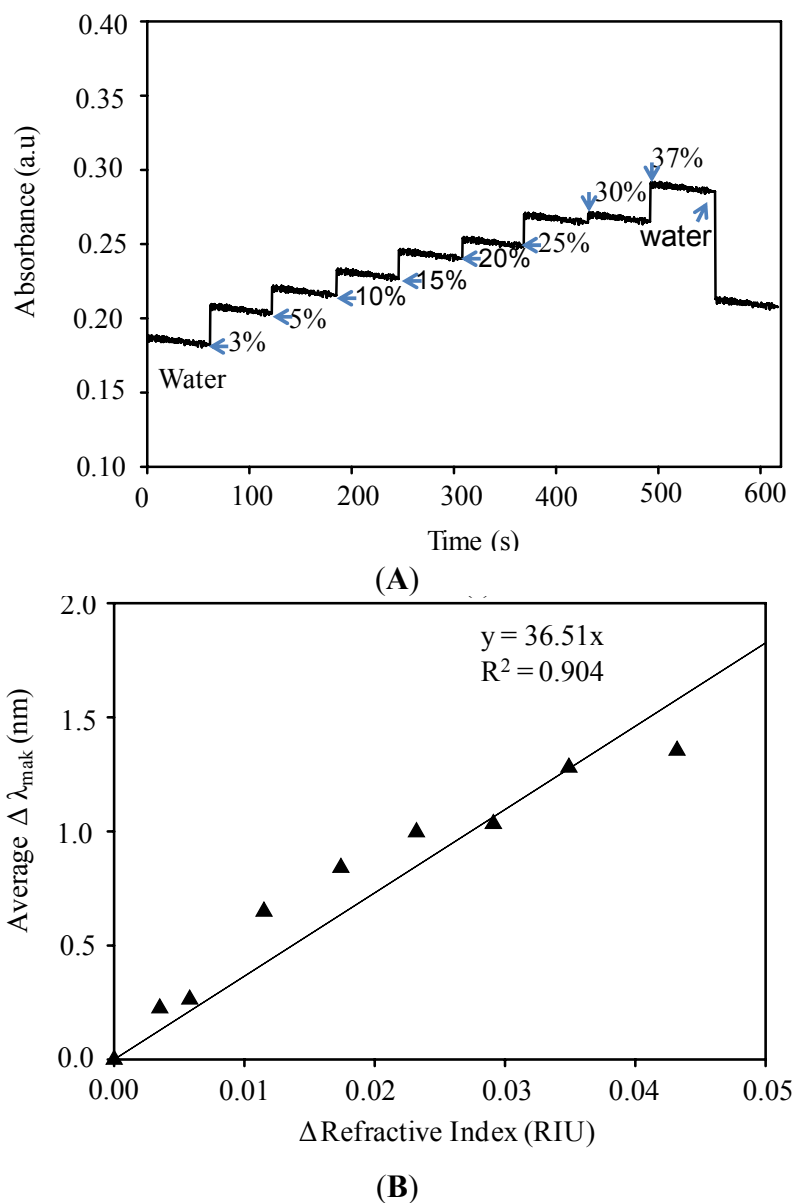 0.40
0.35
0.30
0.25
0.20
0.15
0.10
Absorbance (a.u)
37%
30%
water
25%
20%
15%
10%
5%
3%
Water
0 100 200 300 400 500 600
Time (s)
(A)
2.0
1.5
1.0
0.5
0.0
Average Δ λmak (nm)
y = 36.51x
R² = 0.904
0.00 0.01 0.02 0.03 0.04 0.05
Δ Refractive Index (RIU)
(B)